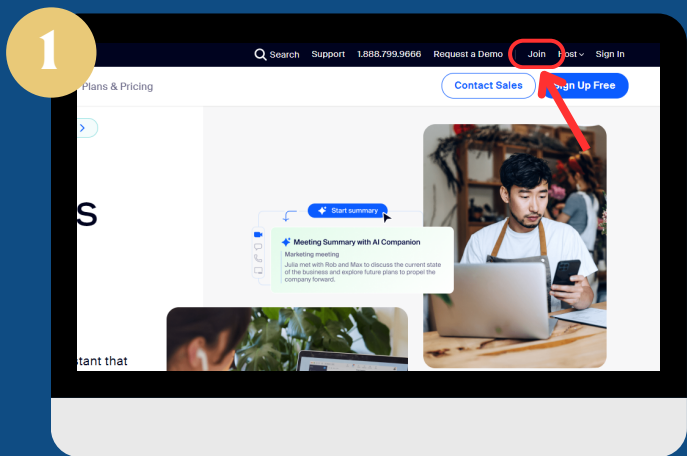 1
Search Support 1.888.799.9666 Request a Demo Join Host Sign In
Plans & Pricing Contact Sales Sign Up Free
s
Start summary
Meeting Summary with AI Companion
Marketing meeting
Julia met with Rob and Max to discuss the current state
of the business and explore future plans to propel the
company forward.
stant that